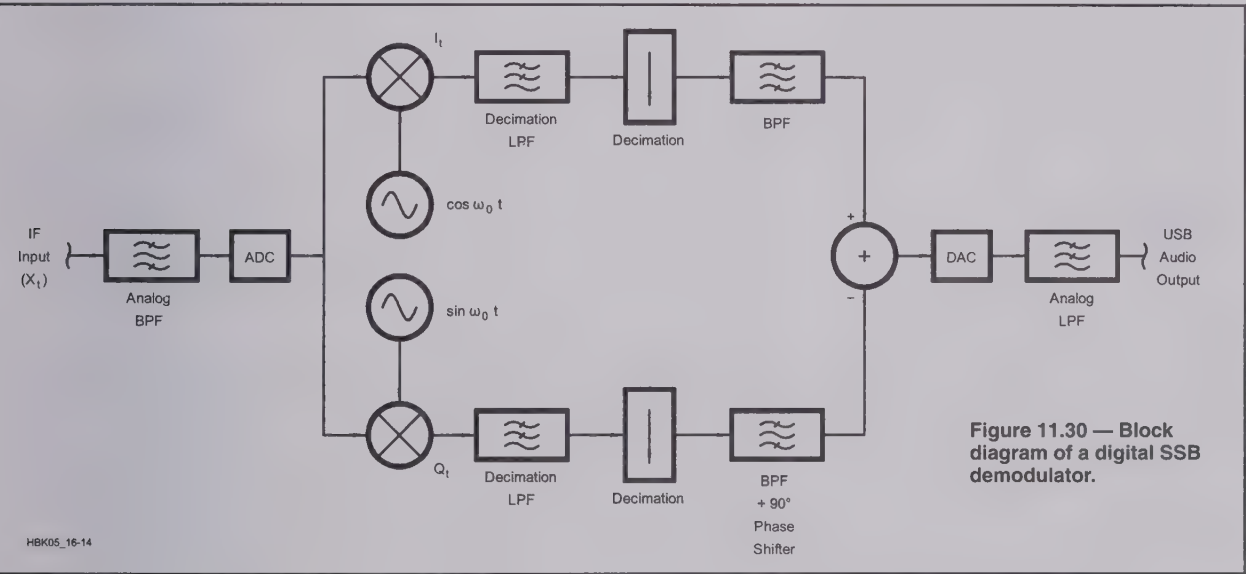 I_t
Decimation
LPF
Decimation
BPF
cos ω_0 t
IF
Input
(X_t)
Analog
BPF
ADC
sin ω_0 t
+
+
−
DAC
Analog
LPF
USB
Audio
Output
Q_t
Decimation
LPF
Decimation
BPF
+ 90°
Phase
Shifter
Figure 11.30 — Block
diagram of a digital SSB
demodulator.
HBK05_16-14